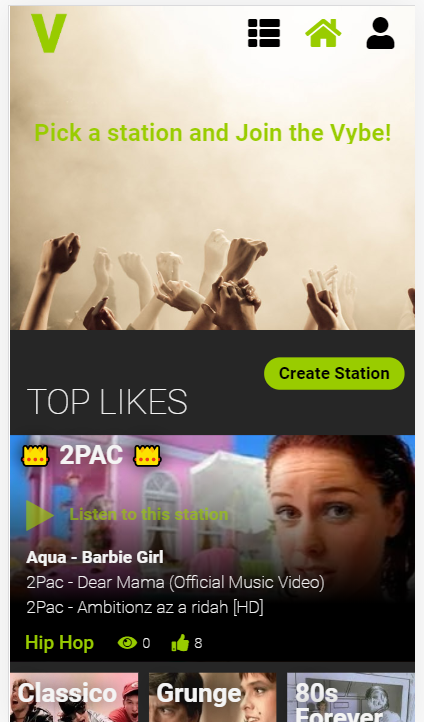 V
Pick a station and Join the Vybe!
Create Station
TOP LIKES
2PAC
Listen to this station
Aqua - Barbie Girl
2Pac - Dear Mama (Official Music Video)
2Pac - Ambitionz az a ridah [HD]
Hip Hop 0 8
Classico Grunge 80s
Forever